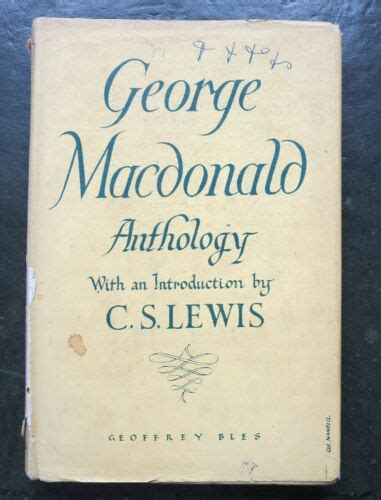 George
Macdonald
Anthology
With an Introduction by
C.S.LEWIS
GEOFFREY BLES